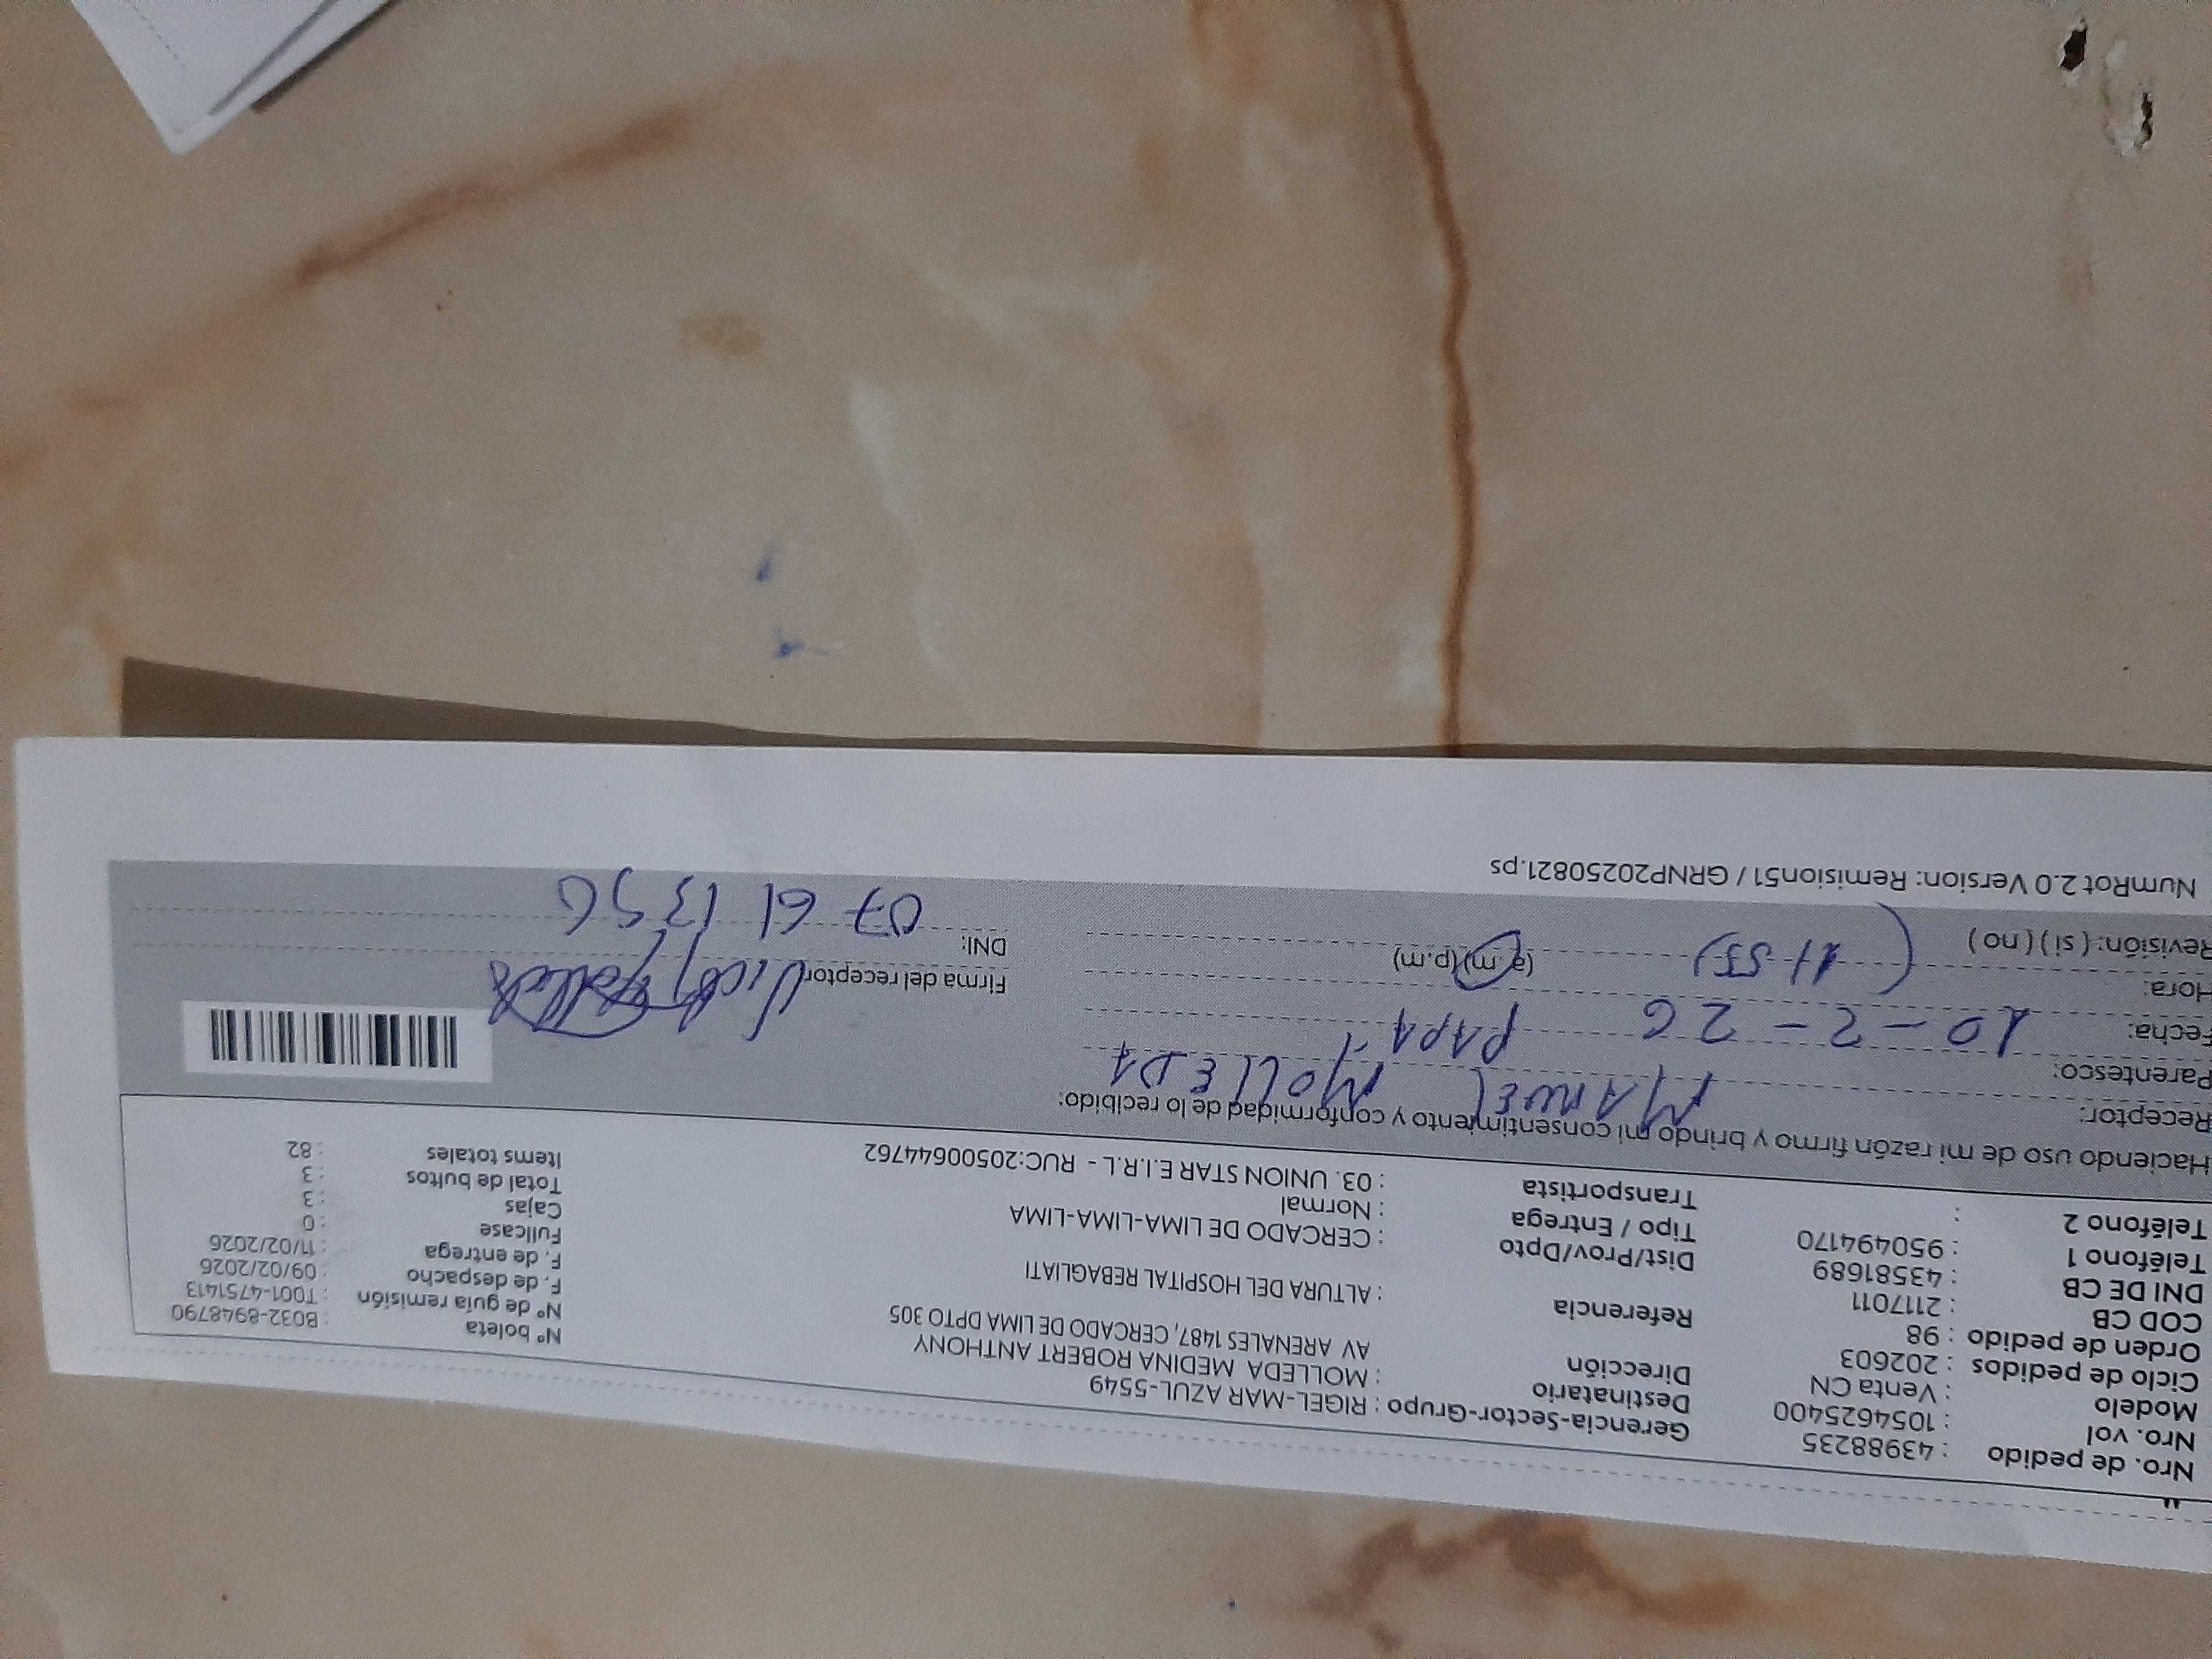 Nro. de pedido : 43988235
Nro. vol : 1054625400
Modelo : Venta CN
Ciclo de pedidos : 202603
Orden de pedido : 98
COD CB : 2117011
DNI DE CB : 43581689
Teléfono 1 : 950494170
Teléfono 2 :
Gerencia-Sector-Grupo : RIGEL-MAR AZUL-5549
Destinatario : MOLLEDA MEDINA ROBERT ANTHONY
Dirección AV ARENALES 1487, CERCADO DE LIMA DPTO 305
Referencia : ALTURA DEL HOSPITAL REBAGLIATI
Dist/Prov/Dpto : CERCADO DE LIMA-LIMA-LIMA
Tipo / Entrega : Normal
Transportista : 03. UNION STAR E.I.R.L - RUC:20500644762
N° boleta : B032-8948790
N° de guía remisión : T001-4751413
F. de despacho : 09/02/2026
F. de entrega : 11/02/2026
Fullcase : 0
Cajas : 3
Total de bultos : 3
Items totales : 82
Haciendo uso de mi razón firmo y brindo mi consentimiento y conformidad de lo recibido:
Receptor: MANUEL MOLLEDA
Parentesco: PAPA
Fecha: 10-2-26
Hora: (11 55) (a.m)(p.m)
Revisión: ( si ) ( no )
Firma del receptor
DNI: 07 61 1356
NumRot 2.0 Version: Remision51 / GRNP20250821.ps